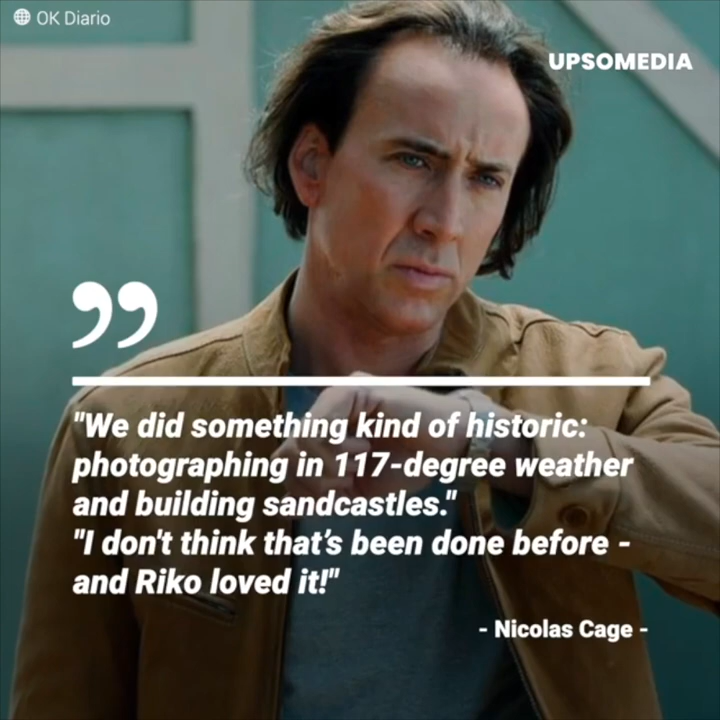 OK Diario
UPSOMEDIA
"We did something kind of historic:
photographing in 117-degree weather
and building sandcastles."
"I don't think that’s been done before -
and Riko loved it!"
- Nicolas Cage -